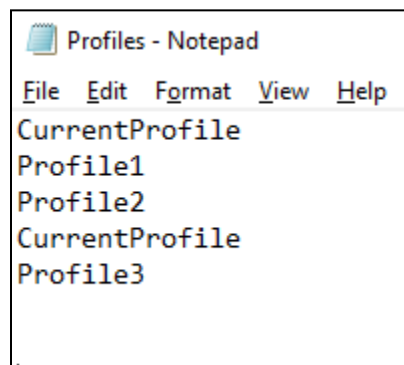 Profiles - Notepad
File Edit Format View Help
CurrentProfile
Profile1
Profile2
CurrentProfile
Profile3